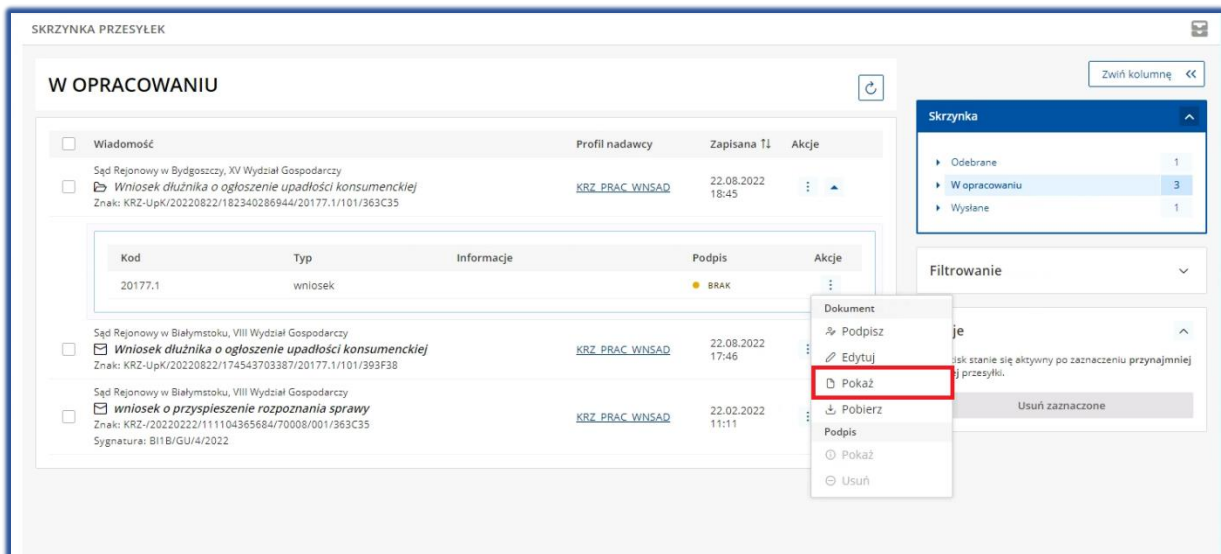 SKRZYNKA PRZESYŁEK
W OPRACOWANIU
Zwiń kolumnę
Wiadomość Profil nadawcy Zapisana Akcje
Sąd Rejonowy w Bydgoszczy, XV Wydział Gospodarczy
Wniosek dłużnika o ogłoszenie upadłości konsumenckiej
Znak: KRZ-UpK/20220822/182340286944/20177.1/101/363C35
KRZ_PRAC_WNSAD
22.08.2022
18:45
Kod Typ Informacje Podpis Akcje
20177.1 wniosek BRAK
Sąd Rejonowy w Białymstoku, VIII Wydział Gospodarczy
Wniosek dłużnika o ogłoszenie upadłości konsumenckiej
Znak: KRZ-UpK/20220822/174543703387/20177.1/101/393F38
KRZ_PRAC_WNSAD
22.08.2022
17:46
Sąd Rejonowy w Białymstoku, VIII Wydział Gospodarczy
wniosek o przyspieszenie rozpoznania sprawy
Znak: KRZ-/20220222/111104365684/70008/001/363C35
Sygnatura: BI1B/GU/4/2022
KRZ_PRAC_WNSAD
22.02.2022
11:11
Dokument
Podpisz
Edytuj
Pokaż
Pobierz
Podpis
Pokaż
Usuń
Skrzynka
Odebrane 1
W opracowaniu 3
Wysłane 1
Filtrowanie
je
isk stanie się aktywny po zaznaczeniu przynajmniej
ej przesyłki.
Usuń zaznaczone